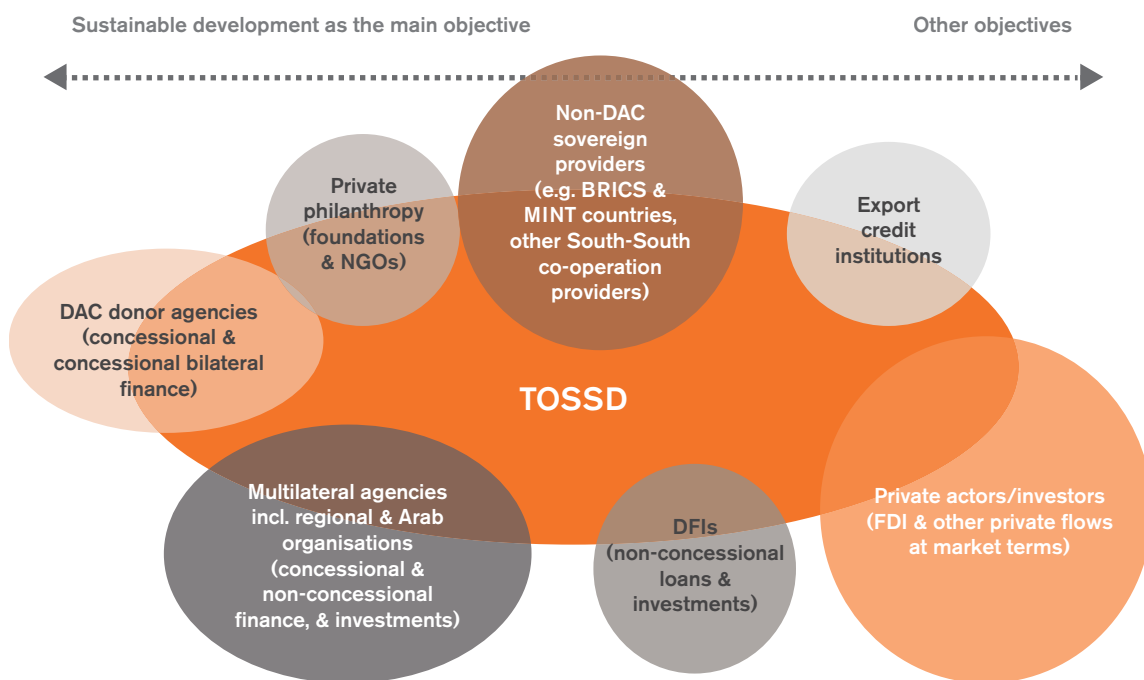 Sustainable development as the main objective
Other objectives
Non-DAC
sovereign
providers
(e.g. BRICS &
MINT countries,
other South-South
co-operation
providers)
Private
philanthropy
(foundations
& NGOs)
Export
credit
institutions
DAC donor agencies
(concessional &
concessional bilateral
finance)
TOSSD
Multilateral agencies
incl. regional & Arab
organisations
(concessional &
non-concessional
finance, & investments)
DFIs
(non-concessional
loans &
investments)
Private actors/investors
(FDI & other private flows
at market terms)